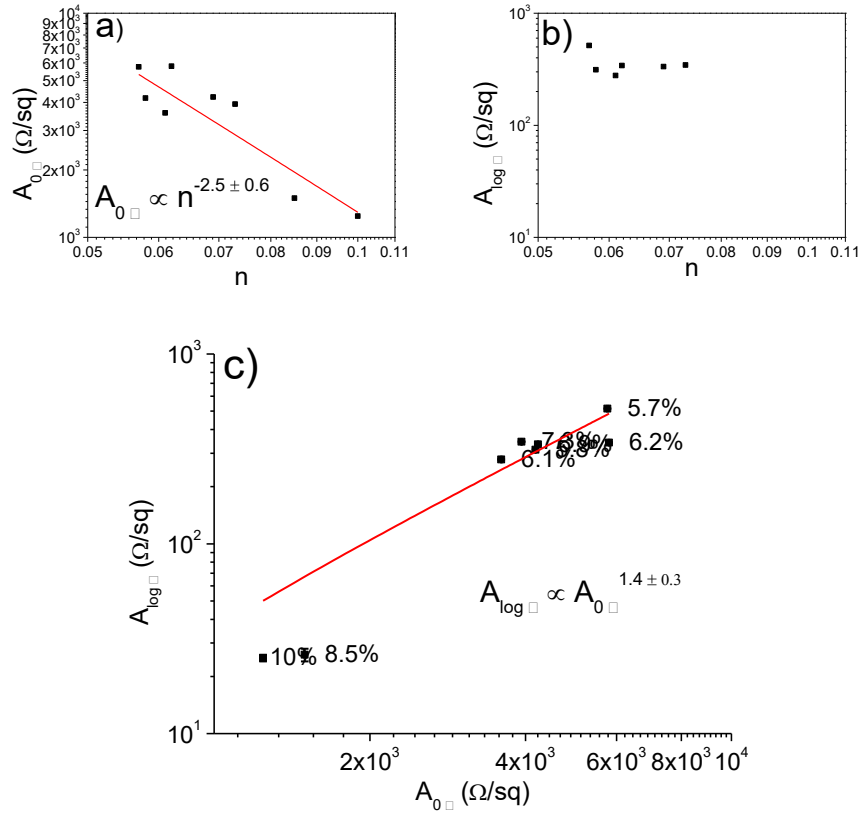 a)
10⁴
9x10³
8x10³
7x10³
6x10³
5x10³
4x10³
3x10³
2x10³
10³
A₀ □ (Ω/sq)
A₀ □ ∝ n^-2.5 ± 0.6
0.05 0.06 0.07 0.08 0.09 0.1 0.11
n
b)
10³
10²
10¹
A_log □ (Ω/sq)
0.05 0.06 0.07 0.08 0.09 0.1 0.11
n
c)
10³
10²
10¹
A_log □ (Ω/sq)
5.7%
6.2%
7.3%
6.1%
10%
8.5%
A_log □ ∝ A₀ □ ^1.4 ± 0.3
2x10³ 4x10³ 6x10³ 8x10³ 10⁴
A₀ □ (Ω/sq)